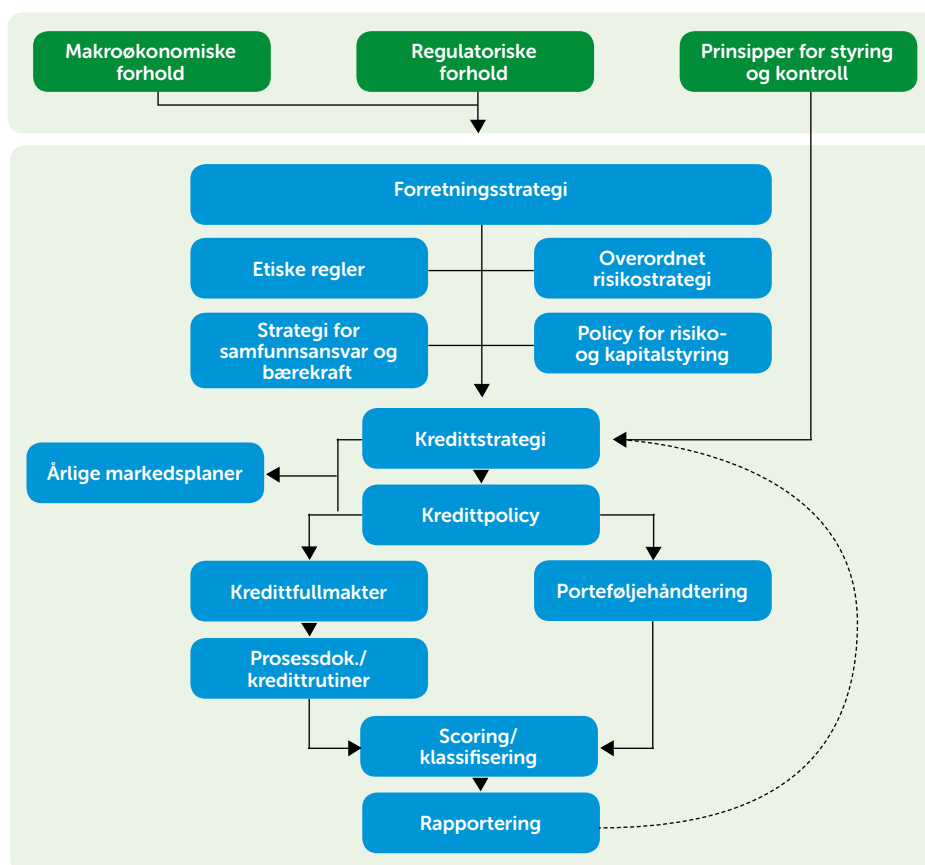 Makroøkonomiske
forhold
Regulatoriske
forhold
Prinsipper for styring
og kontroll
Forretningsstrategi
Etiske regler
Overordnet
risikostrategi
Strategi for
samfunnsansvar og
bærekraft
Policy for risiko-
og kapitalstyring
Kredittstrategi
Årlige markedsplaner
Kredittpolicy
Kredittfullmakter
Porteføljehåndtering
Prosessdok./
kredittrutiner
Scoring/
klassifisering
Rapportering